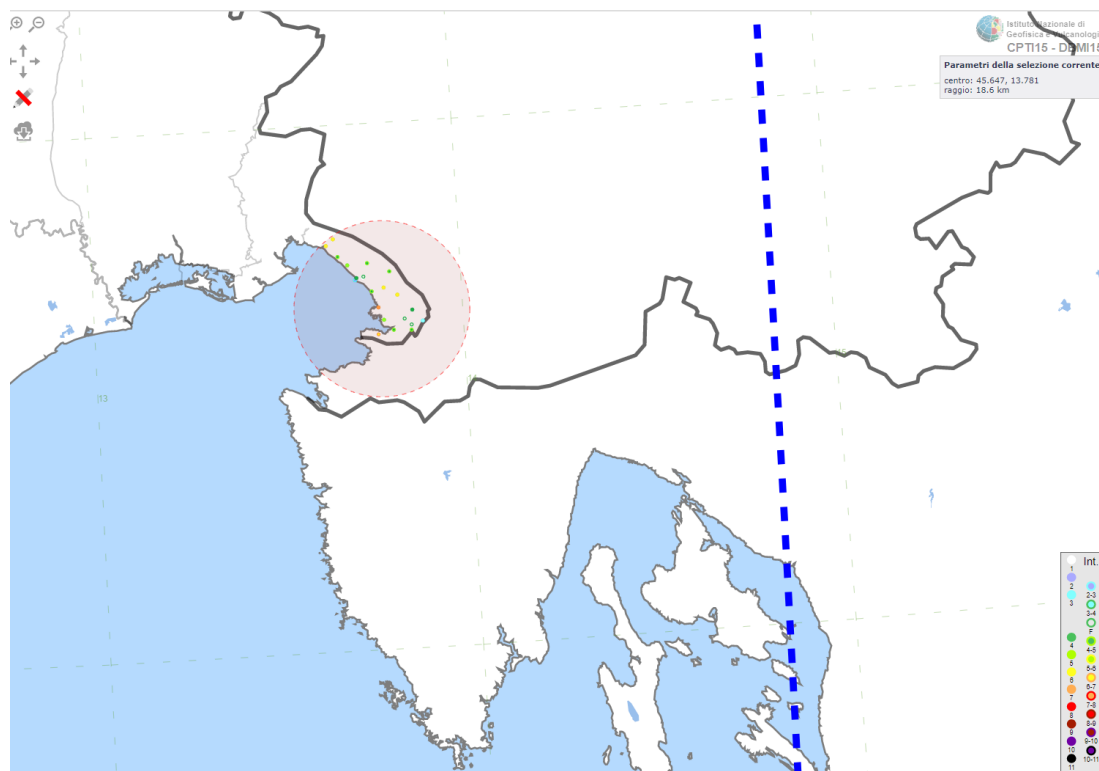 Istituto Nazionale di
Geofisica e Vulcanologia
CPTI15 - DBMI15
Parametri della selezione corrente
centro: 45.647, 13.781
raggio: 18.6 km
13
14
15
Int.
1
2
2-3
3
3-4
F
4
4-5
5
5-6
6
6-7
7
7-8
8
8-9
9
9-10
10
10-11
11